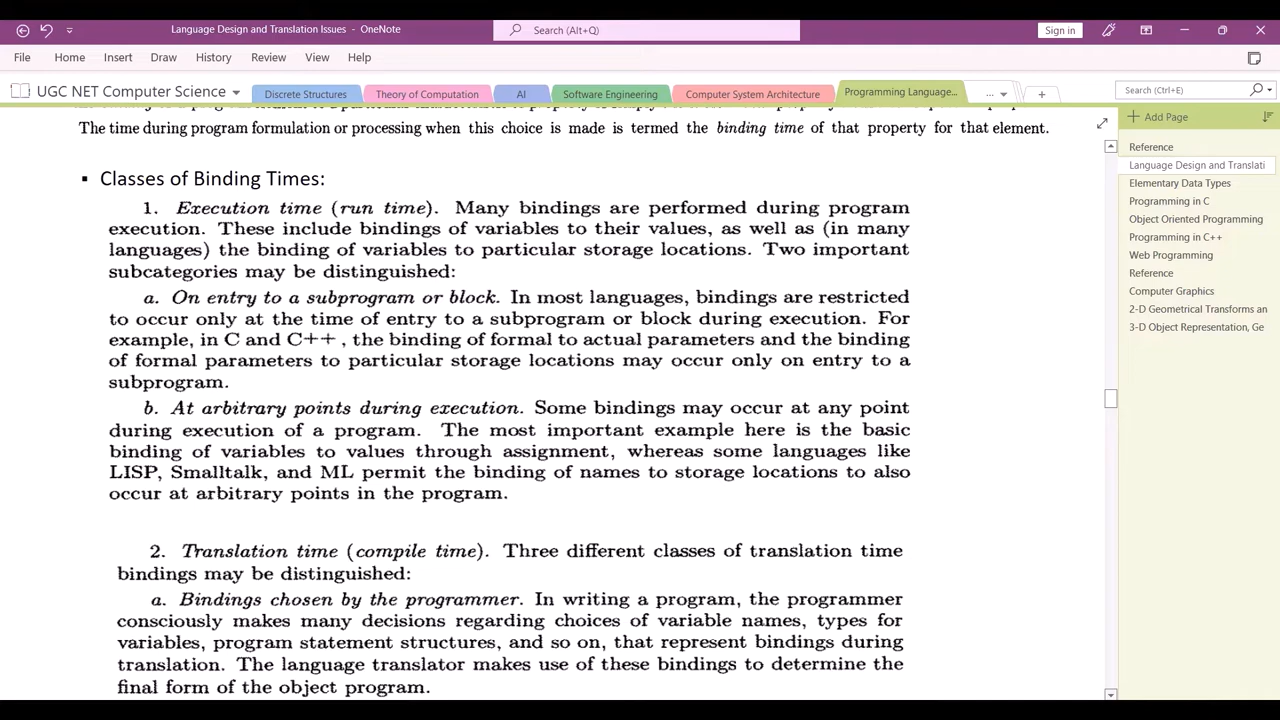 Language Design and Translation Issues - OneNote
Search (Alt+Q)
Sign in
File Home Insert Draw History Review View Help
UGC NET Computer Science
Discrete Structures
Theory of Computation
AI
Software Engineering
Computer System Architecture
Programming Language...
...
Search (Ctrl+E)
The time during program formulation or processing when this choice is made is termed the binding time of that property for that element.
▪ Classes of Binding Times:
1. Execution time (run time). Many bindings are performed during program
execution. These include bindings of variables to their values, as well as (in many
languages) the binding of variables to particular storage locations. Two important
subcategories may be distinguished:
a. On entry to a subprogram or block. In most languages, bindings are restricted
to occur only at the time of entry to a subprogram or block during execution. For
example, in C and C++ , the binding of formal to actual parameters and the binding
of formal parameters to particular storage locations may occur only on entry to a
subprogram.
b. At arbitrary points during execution. Some bindings may occur at any point
during execution of a program. The most important example here is the basic
binding of variables to values through assignment, whereas some languages like
LISP, Smalltalk, and ML permit the binding of names to storage locations to also
occur at arbitrary points in the program.
2. Translation time (compile time). Three different classes of translation time
bindings may be distinguished:
a. Bindings chosen by the programmer. In writing a program, the programmer
consciously makes many decisions regarding choices of variable names, types for
variables, program statement structures, and so on, that represent bindings during
translation. The language translator makes use of these bindings to determine the
final form of the object program.
Add Page
Reference
Language Design and Translati
Elementary Data Types
Programming in C
Object Oriented Programming
Programming in C++
Web Programming
Reference
Computer Graphics
2-D Geometrical Transforms an
3-D Object Representation, Ge